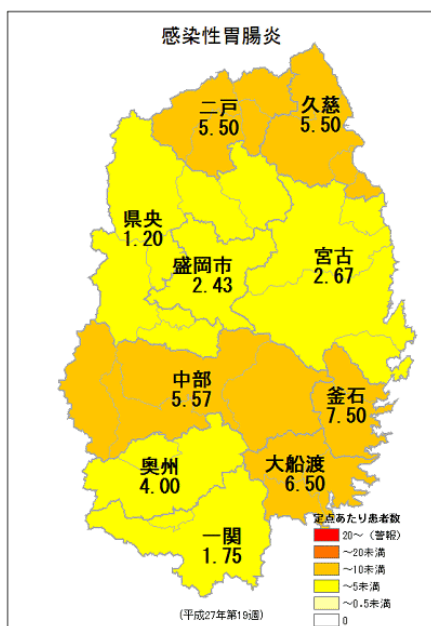 感染性胃腸炎
二戸
5.50
久慈
5.50
県央
1.20
盛岡市
2.43
宮古
2.67
中部
5.57
釜石
7.50
奥州
4.00
大船渡
6.50
一関
1.75
定点あたり患者数
20～（警報）
～20未満
～10未満
～5未満
～0.5未満
0
(平成27年第19週)